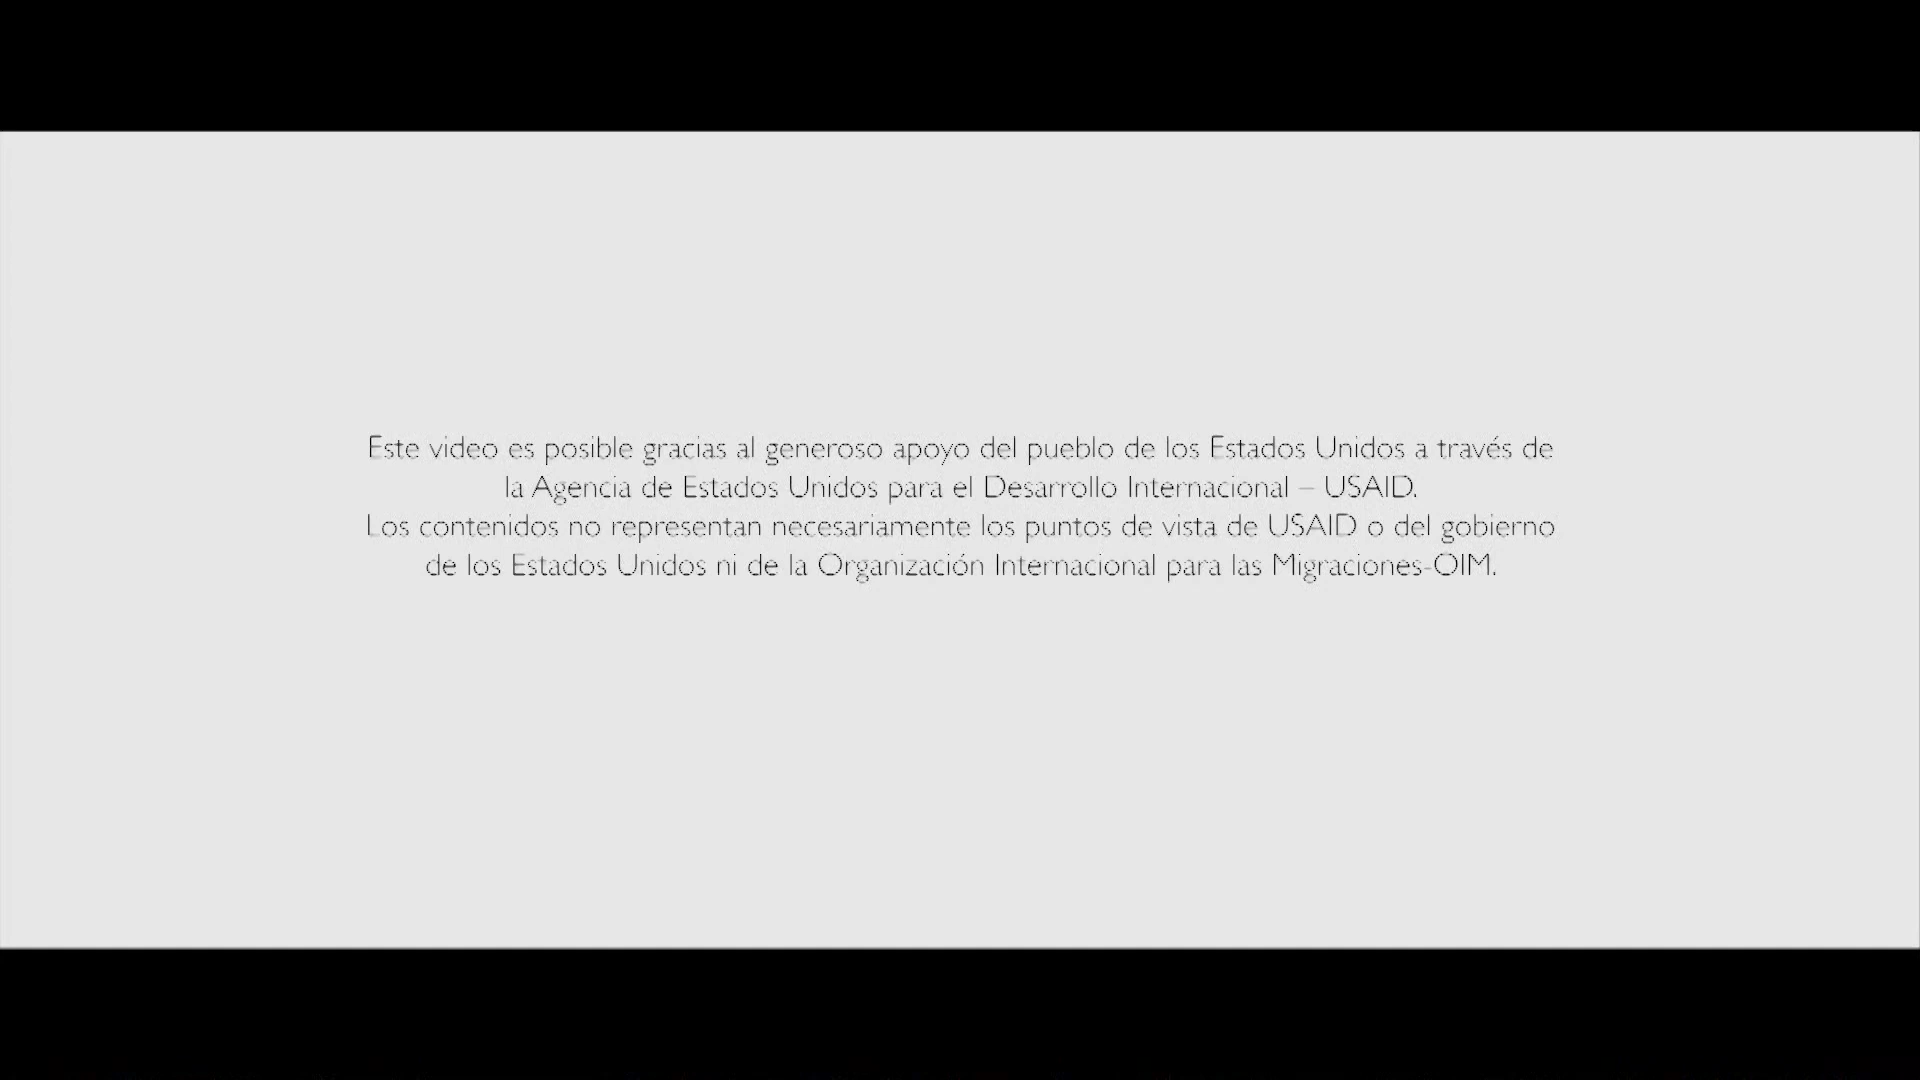 Este video es posible gracias al generoso apoyo del pueblo de los Estados Unidos a través de
la Agencia de Estados Unidos para el Desarrollo Internacional – USAID.
Los contenidos no representan necesariamente los puntos de vista de USAID o del gobierno
de los Estados Unidos ni de la Organización Internacional para las Migraciones-OIM.